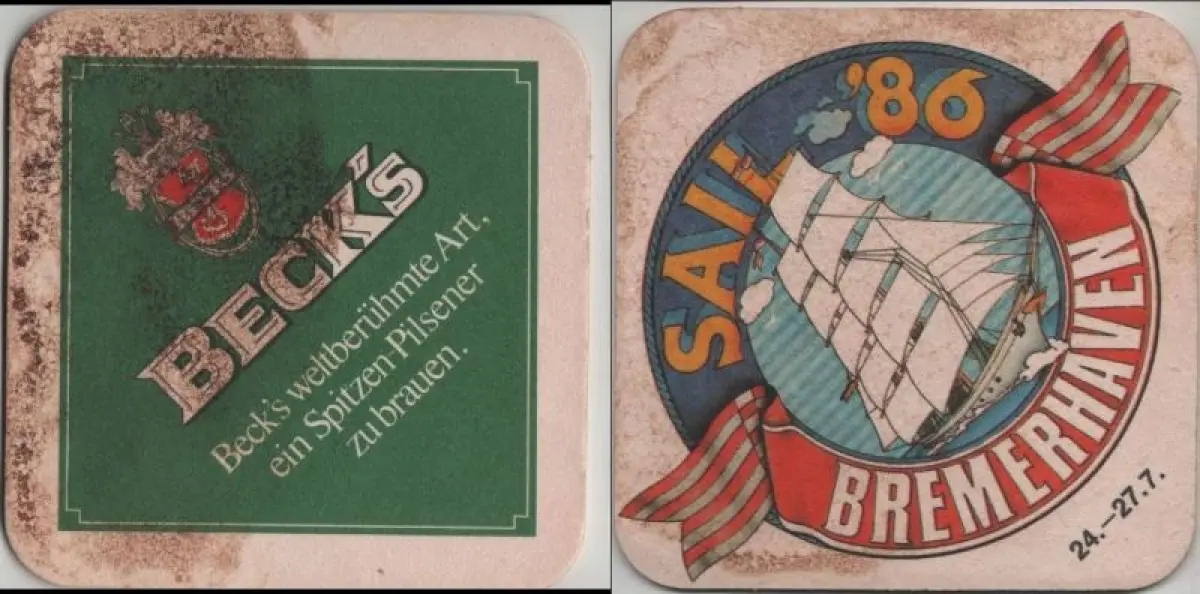 BECK'S
Beck's weltberühmte Art,
ein Spitzen-Pilsener
zu brauen.
SAIL '86
BREMERHAVEN
24.–27.7.